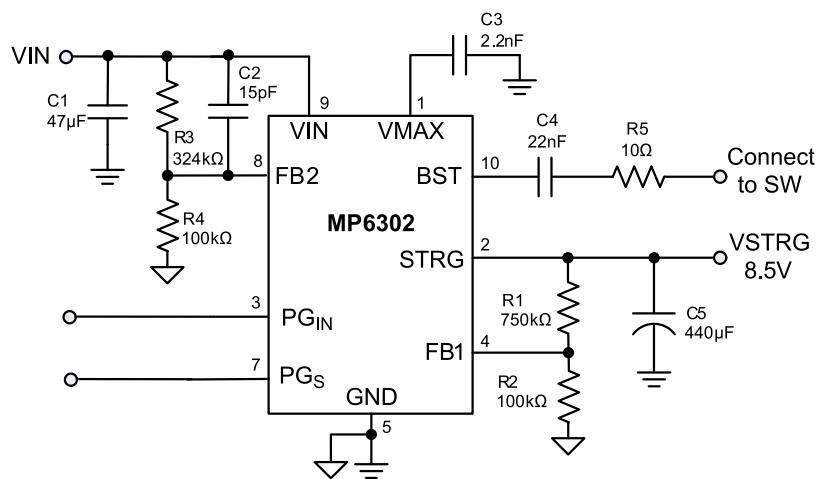 C3
2.2nF
VIN
C1
47µF
R3
324kΩ
C2
15pF
9
1
VIN
VMAX
C4
22nF
R5
10Ω
8
FB2
BST
10
Connect
to SW
R4
100kΩ
MP6302
STRG
2
VSTRG
8.5V
3
PGIN
R1
750kΩ
C5
440µF
FB1
4
7
PGS
R2
100kΩ
GND
5